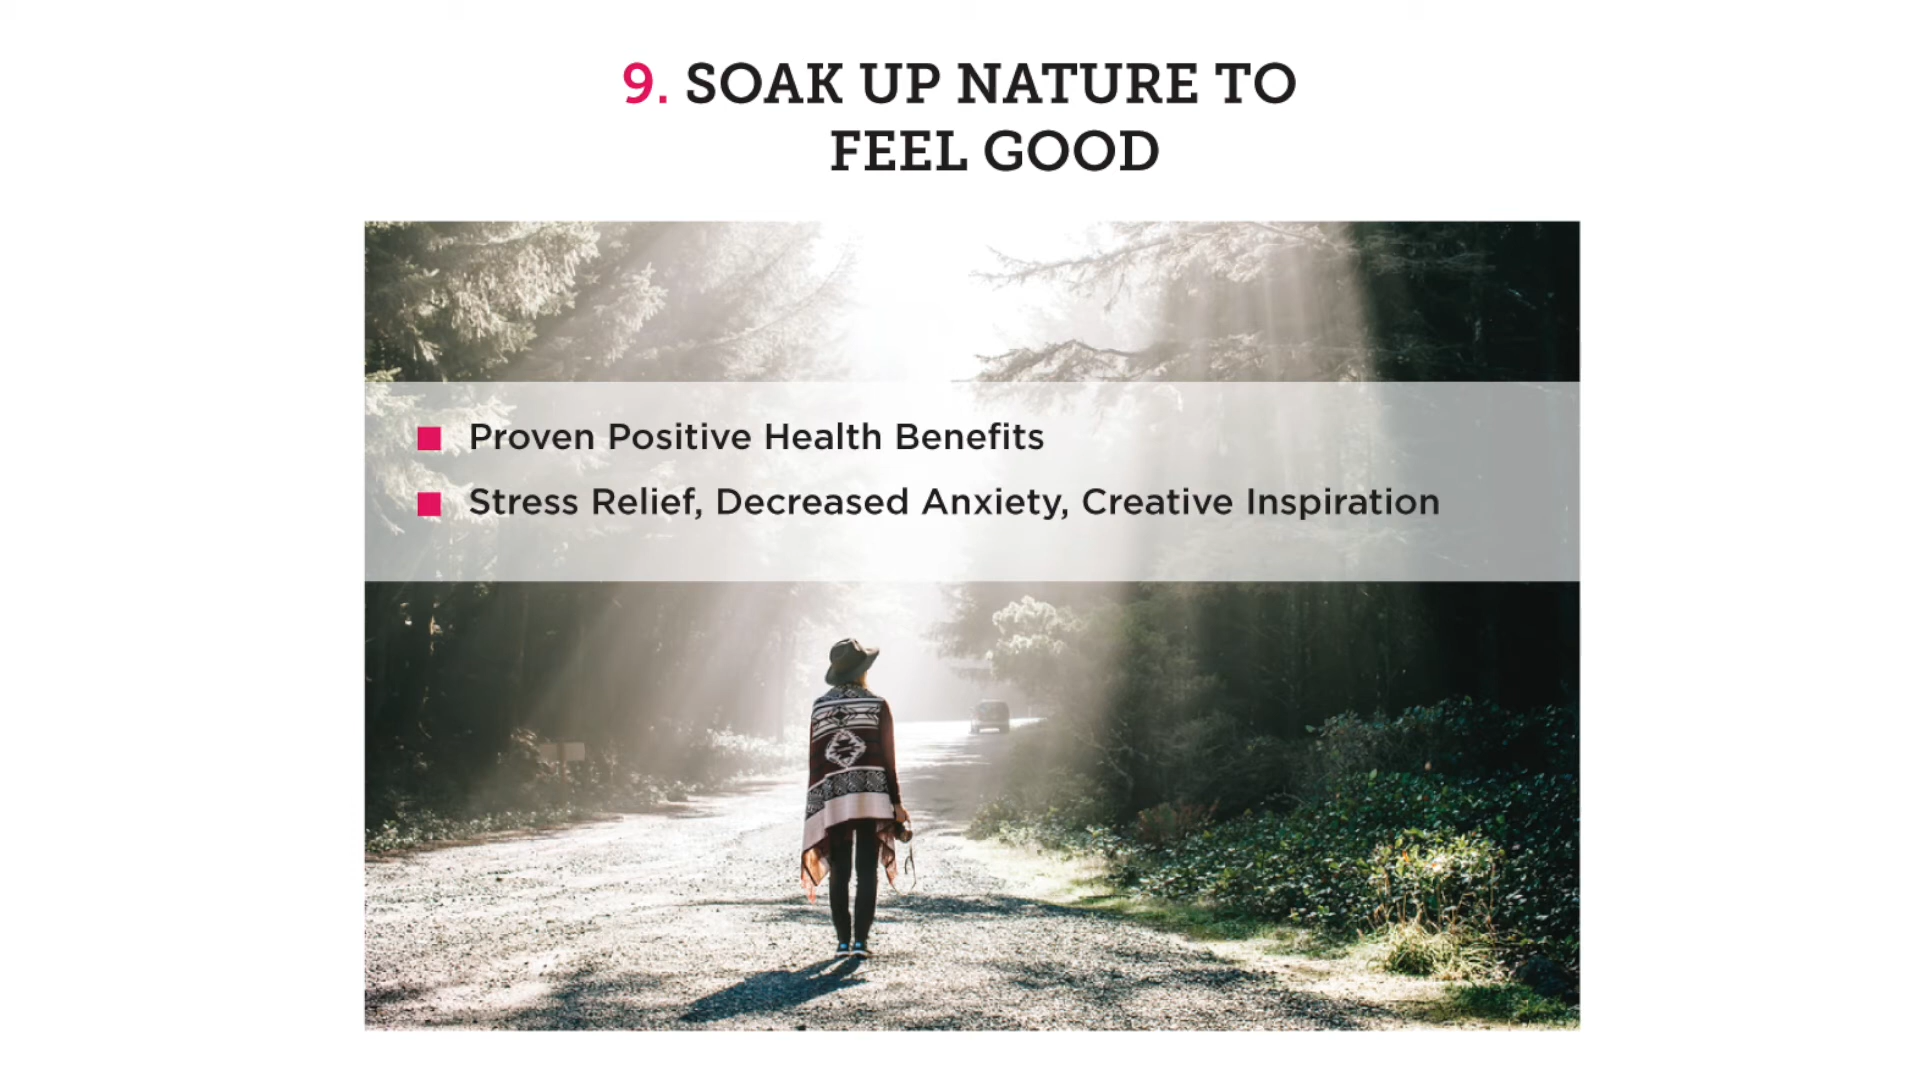 9. SOAK UP NATURE TO
FEEL GOOD
Proven Positive Health Benefits
Stress Relief, Decreased Anxiety, Creative Inspiration